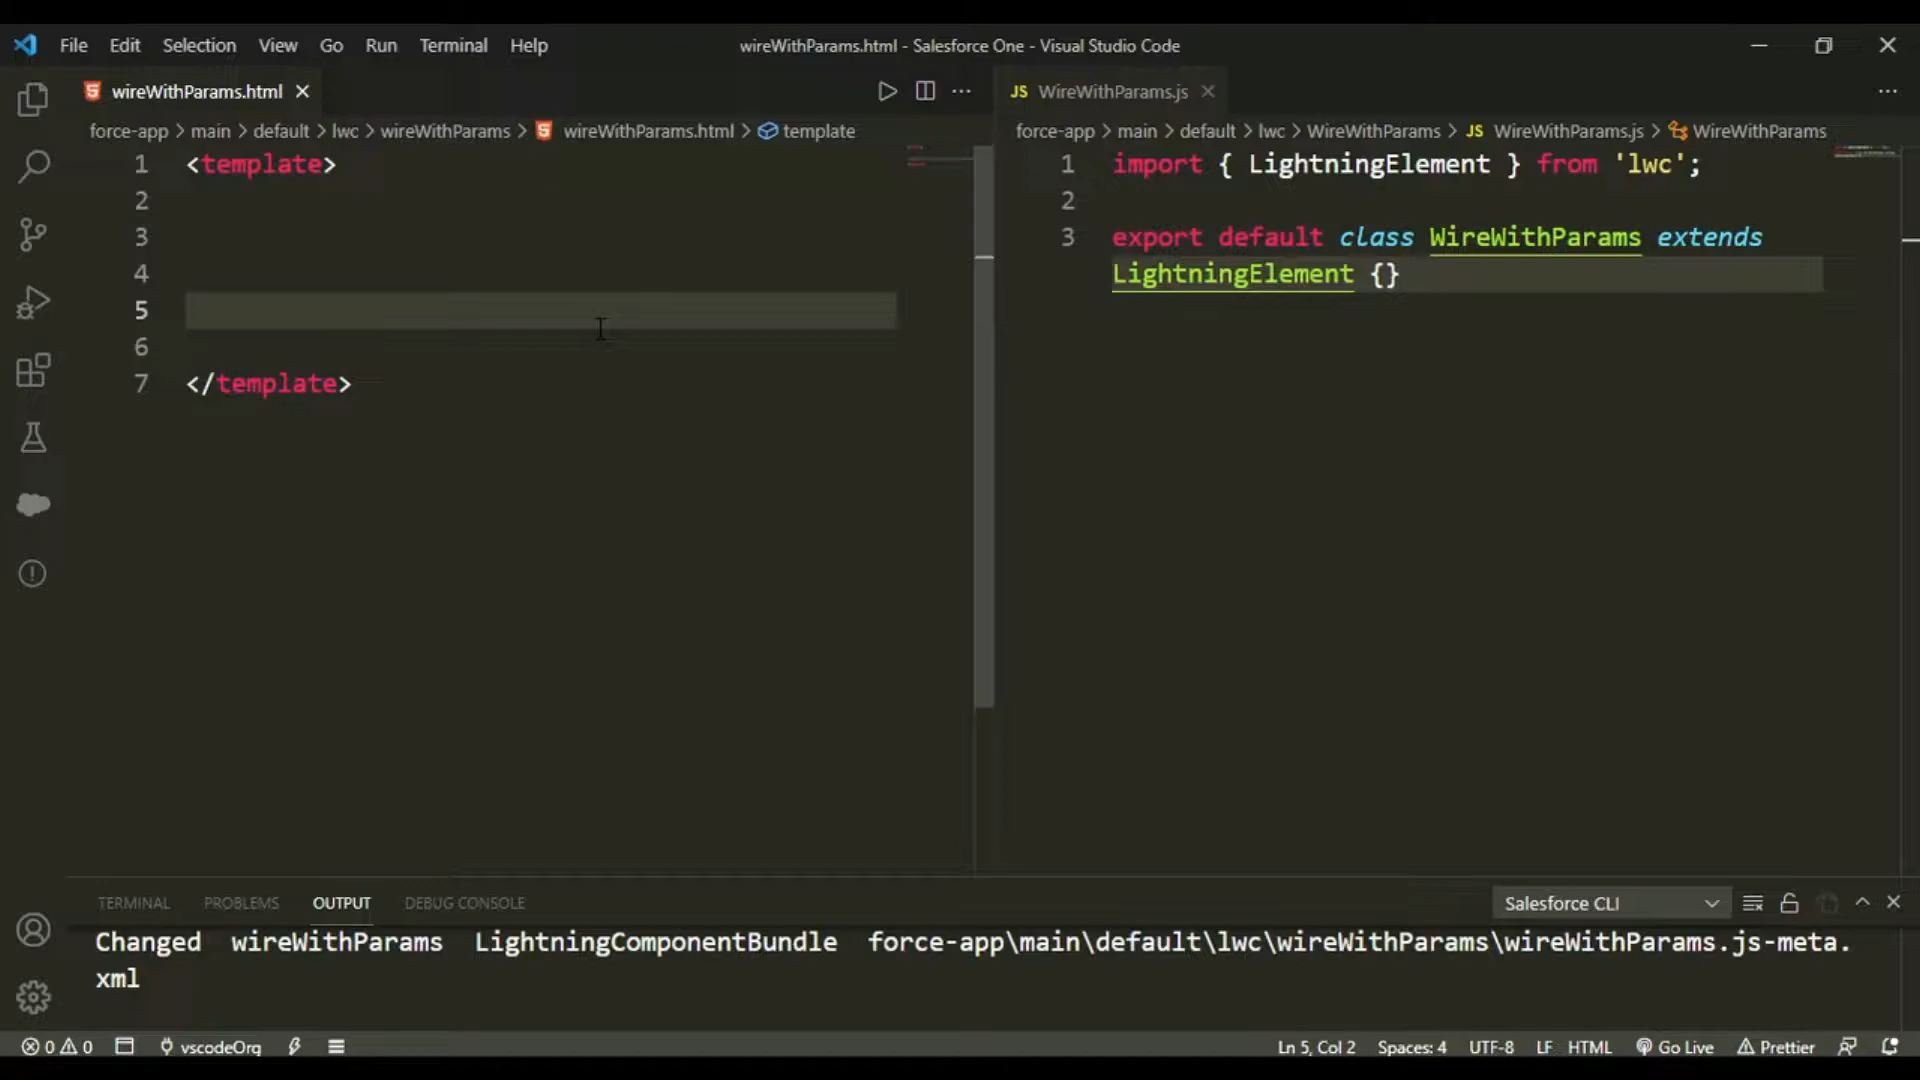 File Edit Selection View Go Run Terminal Help
wireWithParams.html - Salesforce One - Visual Studio Code
wireWithParams.html
force-app > main > default > lwc > wireWithParams > wireWithParams.html > template
1 <template>
2
3
4
5
6
7 </template>
JS WireWithParams.js
force-app > main > default > lwc > WireWithParams > JS WireWithParams.js > WireWithParams
1 import { LightningElement } from 'lwc';
2
3 export default class WireWithParams extends
LightningElement {}
TERMINAL PROBLEMS OUTPUT DEBUG CONSOLE
Salesforce CLI
Changed wireWithParams LightningComponentBundle force-app\main\default\lwc\wireWithParams\wireWithParams.js-meta.
xml
0 0 vscodeOrg
Ln 5, Col 2 Spaces: 4 UTF-8 LF HTML Go Live Prettier